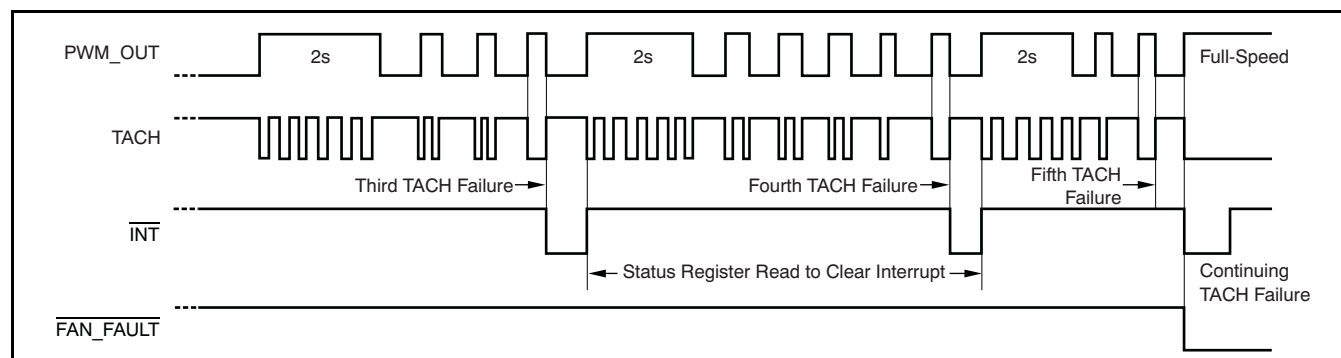 PWM_OUT
2s
2s
2s
Full-Speed
TACH
Third TACH Failure
Fourth TACH Failure
Fifth TACH
Failure
INT
Status Register Read to Clear Interrupt
Continuing
TACH Failure
FAN_FAULT